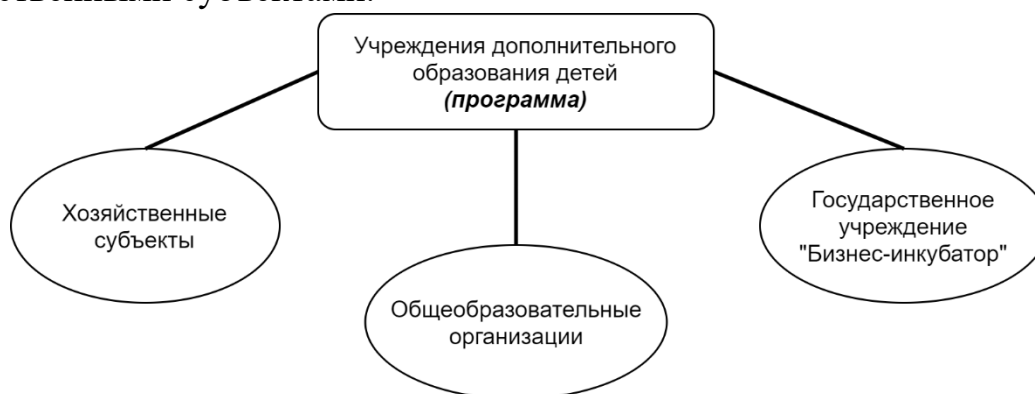 Учреждения дополнительного
образования детей
(программа)
Хозяйственные
субъекты
Общеобразовательные
организации
Государственное
учреждение
"Бизнес-инкубатор"